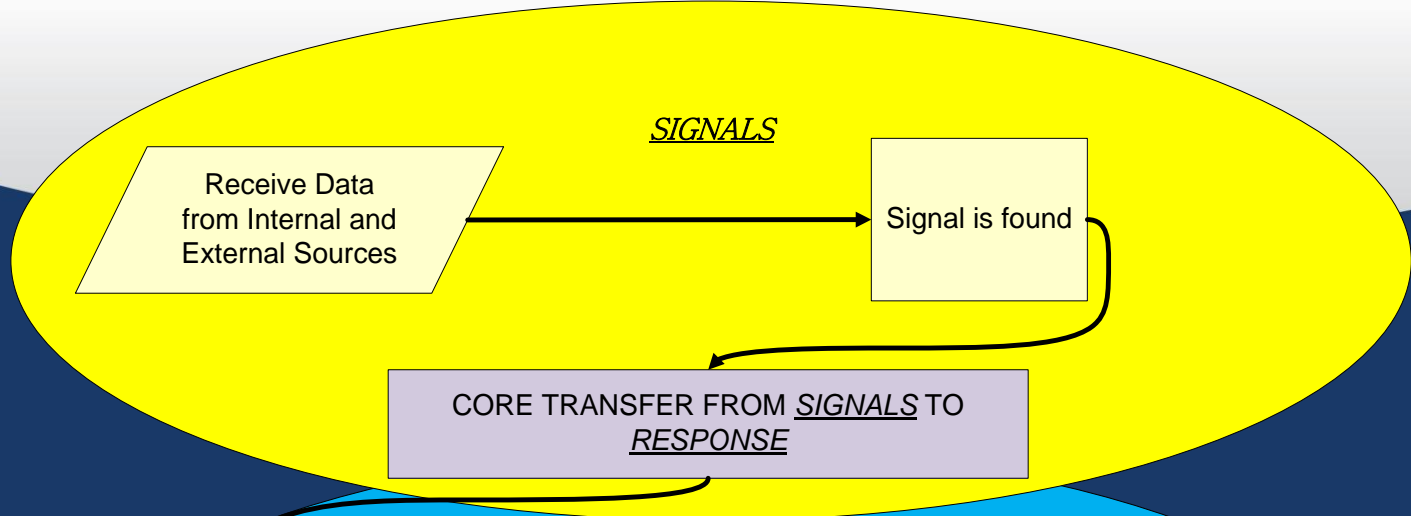 SIGNALS
Receive Data
from Internal and
External Sources
Signal is found
CORE TRANSFER FROM SIGNALS TO
RESPONSE